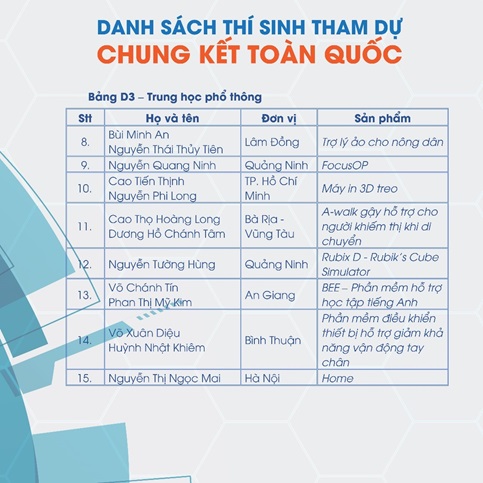 DANH SÁCH THÍ SINH THAM DỰ
CHUNG KẾT TOÀN QUỐC
Bảng D3 – Trung học phổ thông
Stt Họ và tên Đơn vị Sản phẩm
8. Bùi Minh An
Nguyễn Thái Thủy Tiên Lâm Đồng Trợ lý ảo cho nông dân
9. Nguyễn Quang Ninh Quảng Ninh FocusOP
10. Cao Tiến Thịnh
Nguyễn Phi Long TP. Hồ Chí
Minh Máy in 3D treo
11. Cao Thọ Hoàng Long
Dương Hồ Chánh Tâm Bà Rịa -
Vũng Tàu A-walk gậy hỗ trợ cho
người khiếm thị khi di
chuyển
12. Nguyễn Tường Hùng Quảng Ninh Rubix D - Rubik's Cube
Simulator
13. Võ Chánh Tín
Phan Thị Mỹ Kim An Giang BEE – Phần mềm hỗ trợ
học tập tiếng Anh
14. Võ Xuân Diệu
Huỳnh Nhật Khiêm Bình Thuận Phần mềm điều khiển
thiết bị hỗ trợ giảm khả
năng vận động tay
chân
15. Nguyễn Thị Ngọc Mai Hà Nội Home